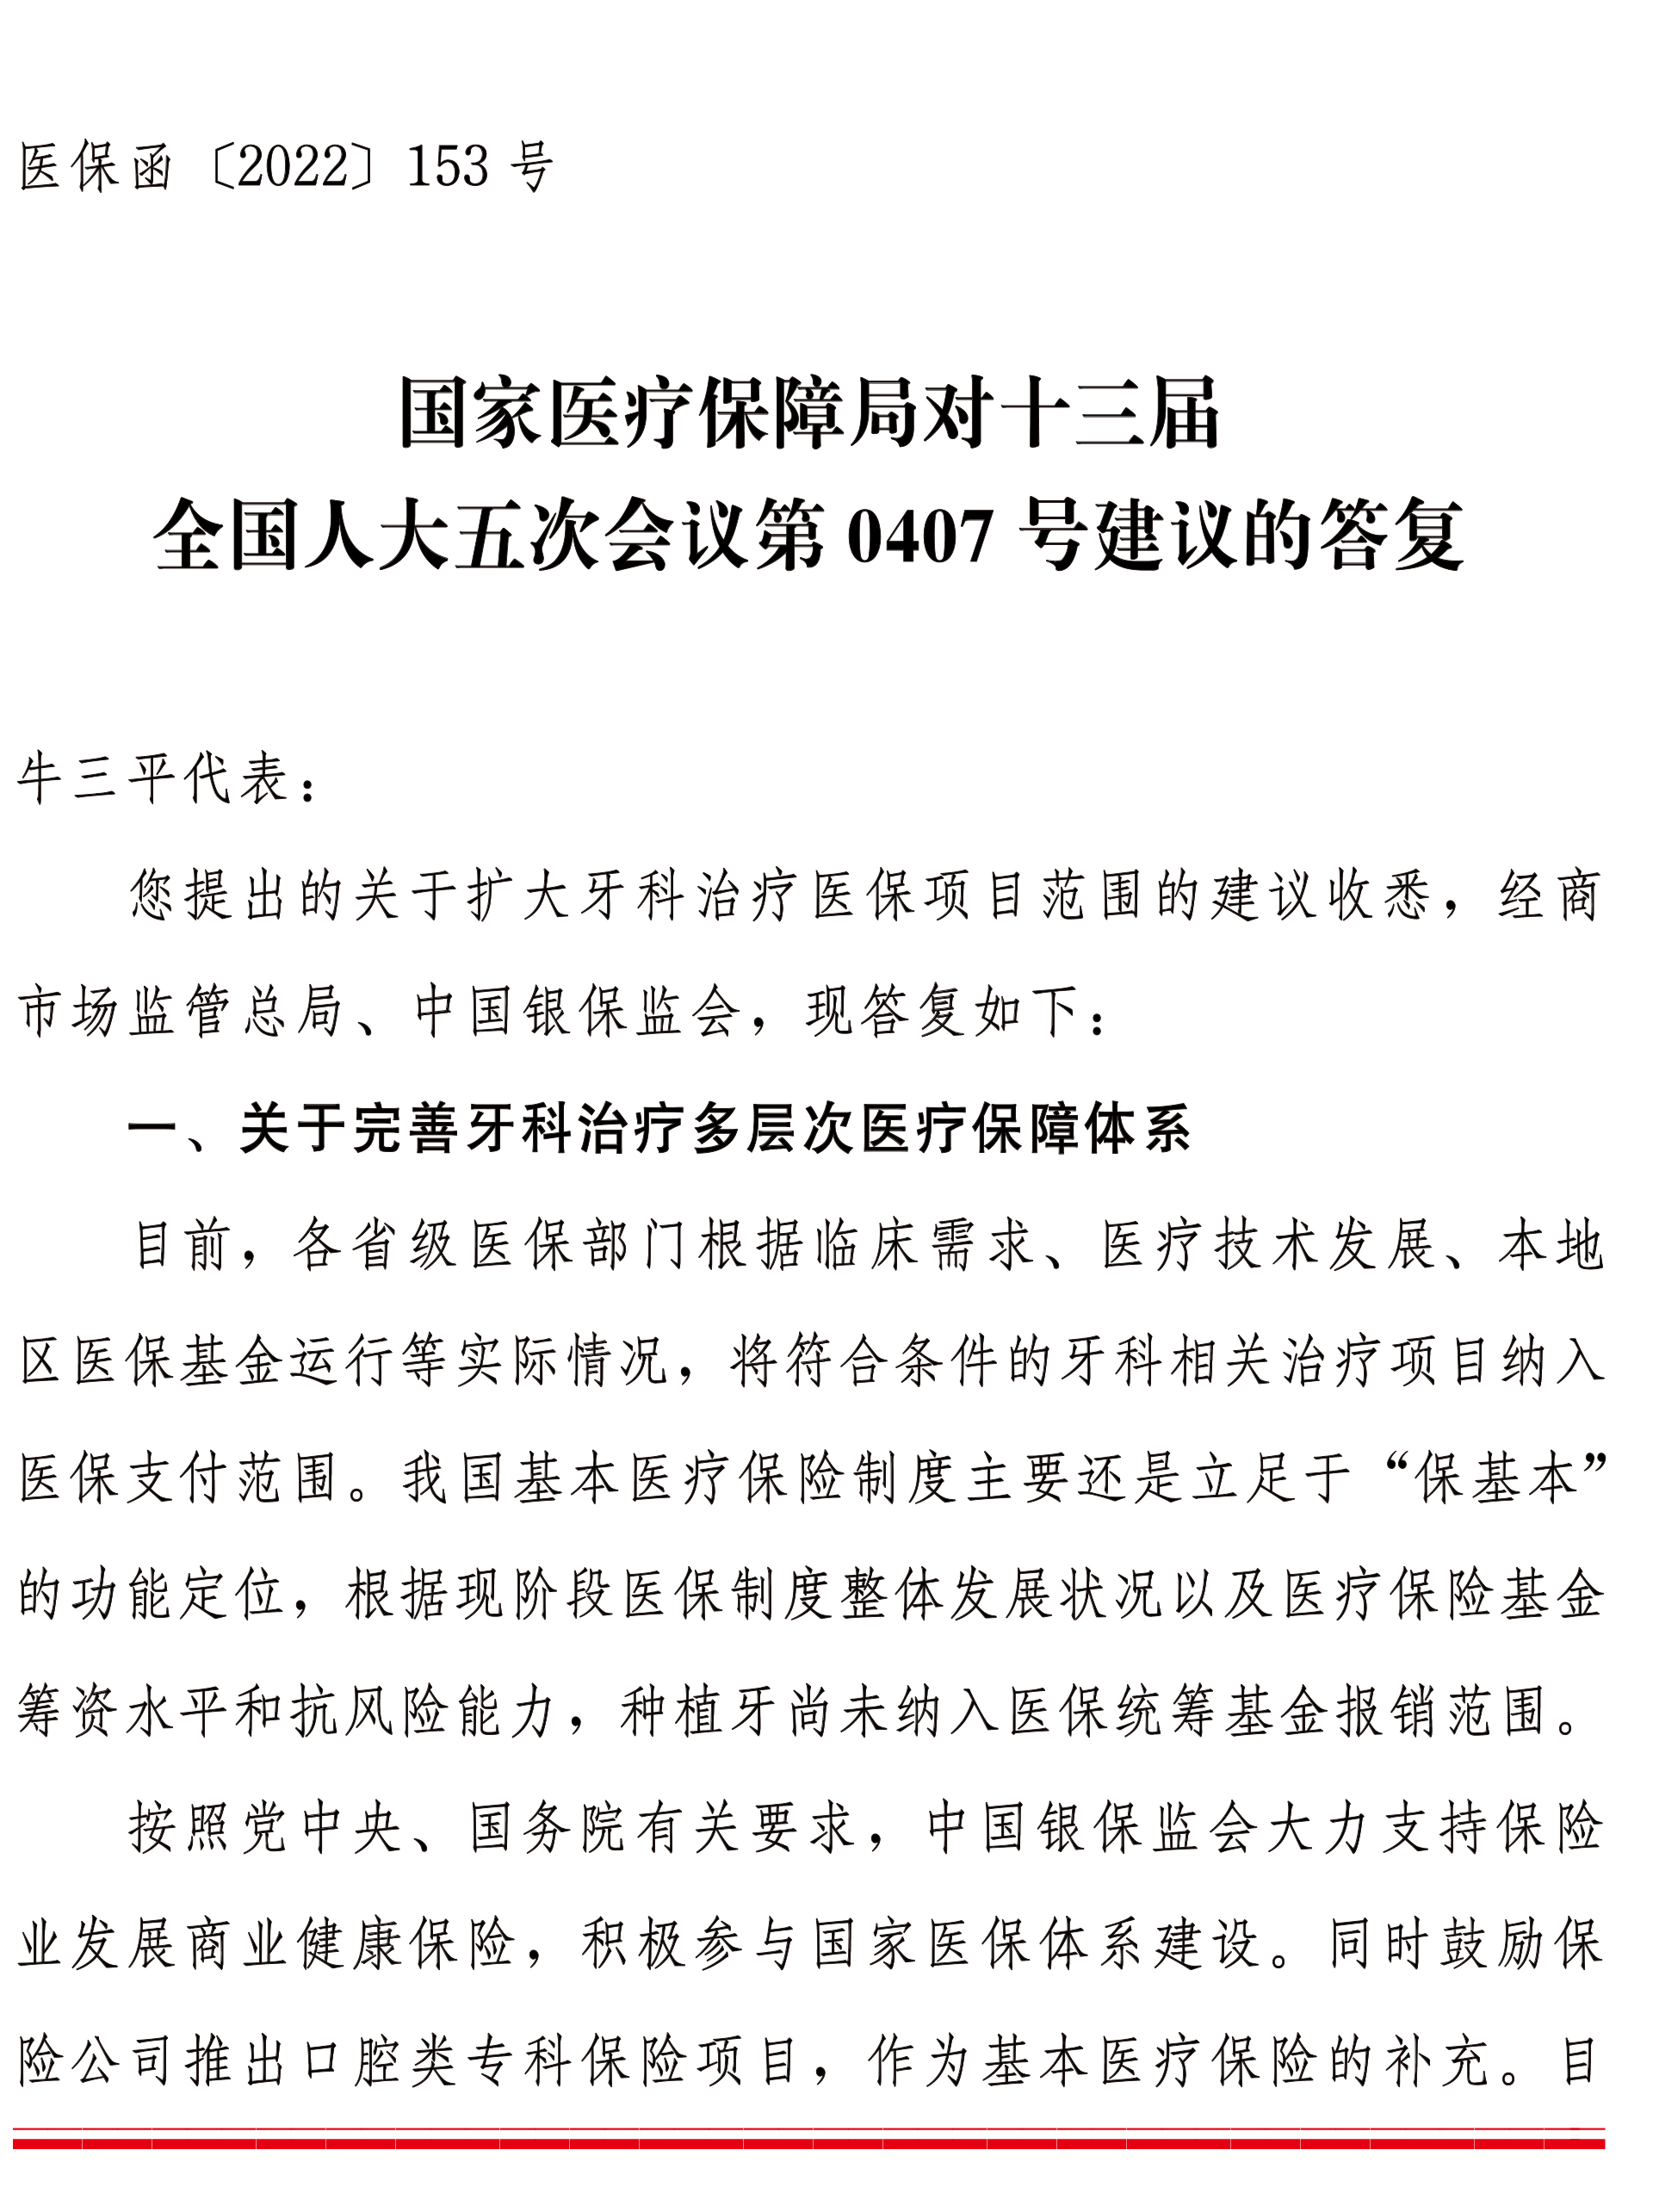 医保函〔2022〕153 号
国家医疗保障局对十三届
全国人大五次会议第 0407 号建议的答复
牛三平代表：
您提出的关于扩大牙科治疗医保项目范围的建议收悉，经商
市场监管总局、中国银保监会，现答复如下：
一、关于完善牙科治疗多层次医疗保障体系
目前，各省级医保部门根据临床需求、医疗技术发展、本地
区医保基金运行等实际情况，将符合条件的牙科相关治疗项目纳入
医保支付范围。我国基本医疗保险制度主要还是立足于“保基本”
的功能定位，根据现阶段医保制度整体发展状况以及医疗保险基金
筹资水平和抗风险能力，种植牙尚未纳入医保统筹基金报销范围。
按照党中央、国务院有关要求，中国银保监会大力支持保险
业发展商业健康保险，积极参与国家医保体系建设。同时鼓励保
险公司推出口腔类专科保险项目，作为基本医疗保险的补充。目